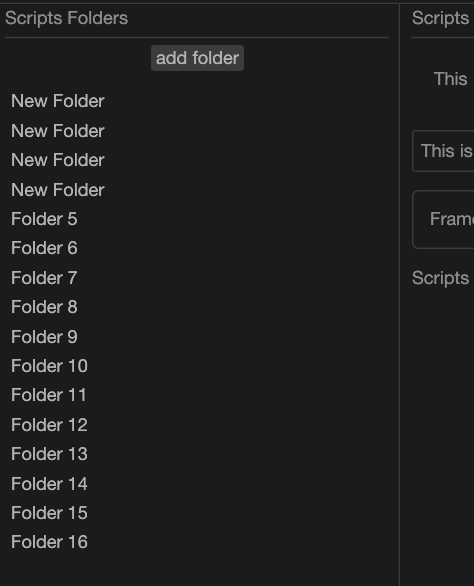 Scripts Folders
add folder
New Folder
New Folder
New Folder
New Folder
Folder 5
Folder 6
Folder 7
Folder 8
Folder 9
Folder 10
Folder 11
Folder 12
Folder 13
Folder 14
Folder 15
Folder 16
Scripts
This
This is
Frame
Scripts